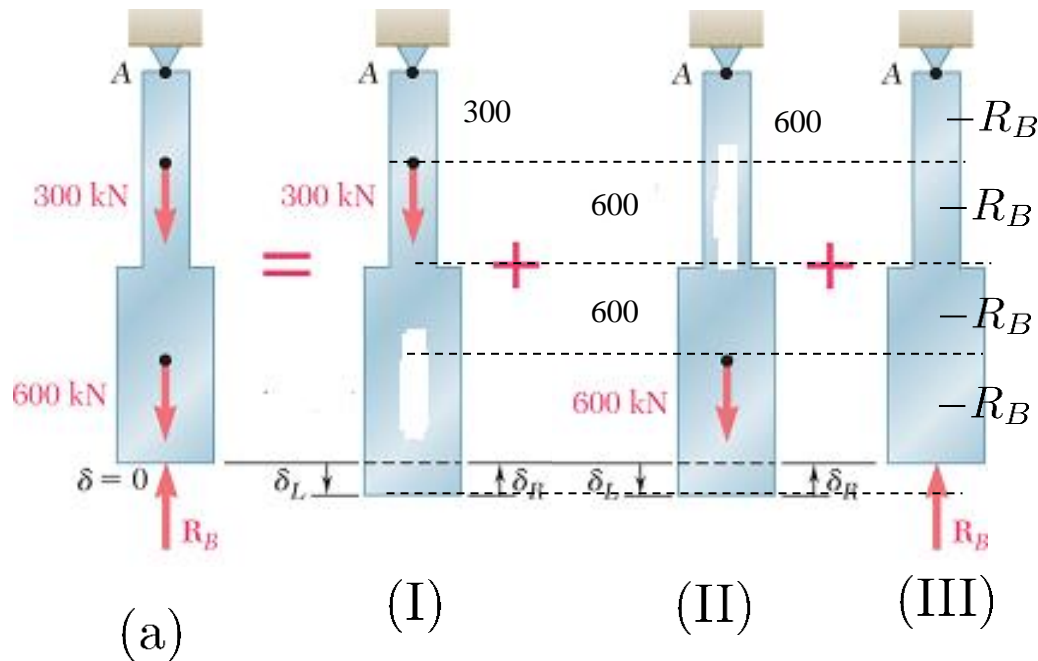 A
A
A
300
600
– R_B
300 kN
300 kN
600
– R_B
=
+
+
600
– R_B
600 kN
600 kN
– R_B
δ = 0
δ_L
δ_R
δ_L
δ_R
R_B
R_B
(a)
(I)
(II)
(III)